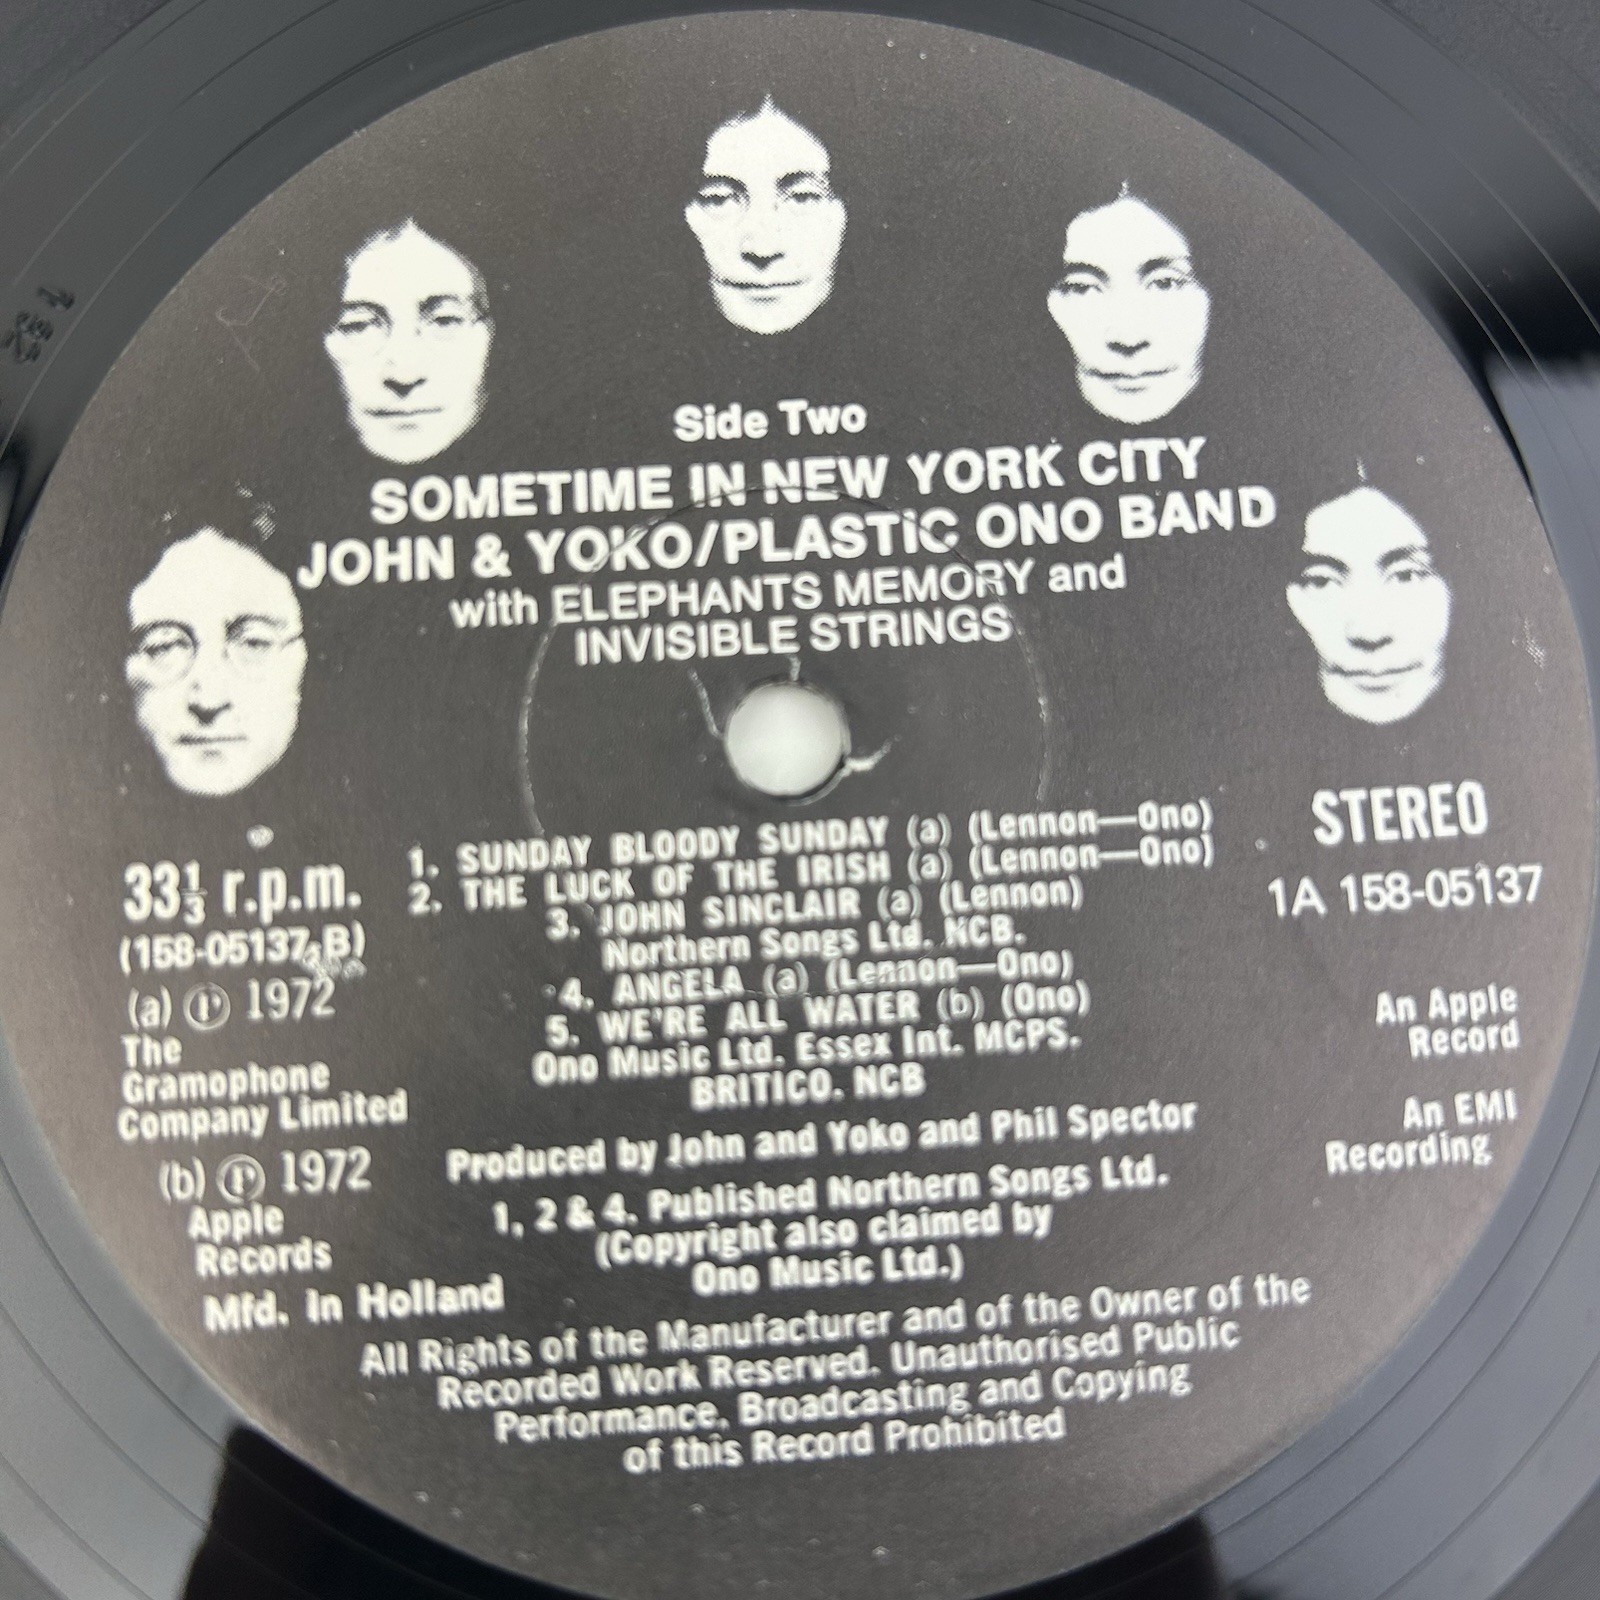 Side Two
SOMETIME IN NEW YORK CITY
JOHN & YOKO/PLASTIC ONO BAND
with ELEPHANTS MEMORY and
INVISIBLE STRINGS
STEREO
1A 158-05137
33⅓ r.p.m.
(158-05137 B)
(a) Ⓟ 1972
The
Gramophone
Company Limited
(b) Ⓟ 1972
Apple
Records
Mfd. in Holland
1. SUNDAY BLOODY SUNDAY (a) (Lennon—Ono)
2. THE LUCK OF THE IRISH (a) (Lennon—Ono)
3. JOHN SINCLAIR (a) (Lennon)
Northern Songs Ltd. NCB.
4. ANGELA (a) (Lennon—Ono)
5. WE'RE ALL WATER (b) (Ono)
Ono Music Ltd. Essex Int. MCPS.
BRITICO. NCB
Produced by John and Yoko and Phil Spector
1, 2 & 4. Published Northern Songs Ltd.
(Copyright also claimed by
Ono Music Ltd.)
An Apple
Record
An EMI
Recording
All Rights of the Manufacturer and of the Owner of the
Recorded Work Reserved. Unauthorised Public
Performance, Broadcasting and Copying
of this Record Prohibited